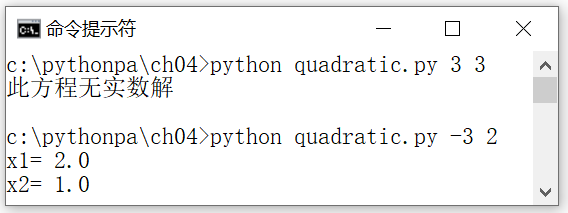 命令提示符
c:\pythonpa\ch04>python quadratic.py 3 3
此方程无实数解
c:\pythonpa\ch04>python quadratic.py -3 2
x1= 2.0
x2= 1.0